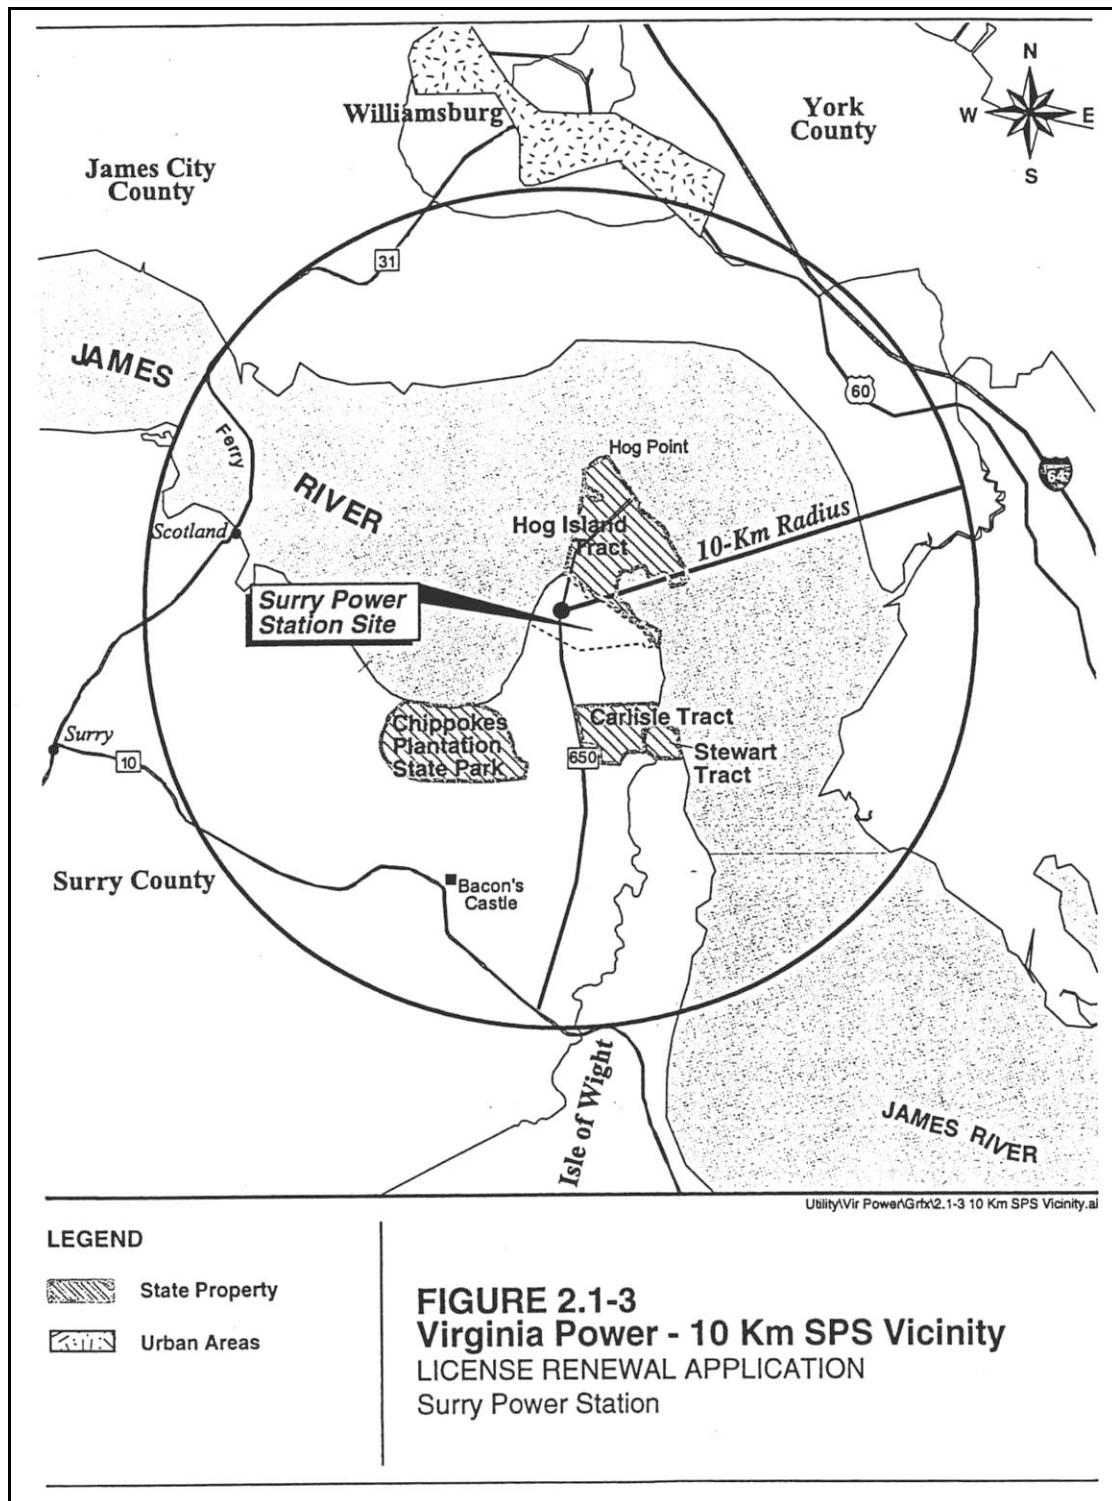 N
W E
S
Williamsburg
York
County
James City
County
31
JAMES
60
Ferry
Hog Point
64
RIVER
10-Km Radius
Hog Island
Tract
Scotland
Surry Power
Station Site
Chippokes
Plantation
State Park
Carlisle Tract
Surry
10
650
Stewart
Tract
Surry County
Bacon's
Castle
Isle of Wight
JAMES RIVER
Utility\Vir Power\Grfx\2.1-3 10 Km SPS Vicinity.ai
LEGEND
State Property
Urban Areas
FIGURE 2.1-3
Virginia Power - 10 Km SPS Vicinity
LICENSE RENEWAL APPLICATION
Surry Power Station